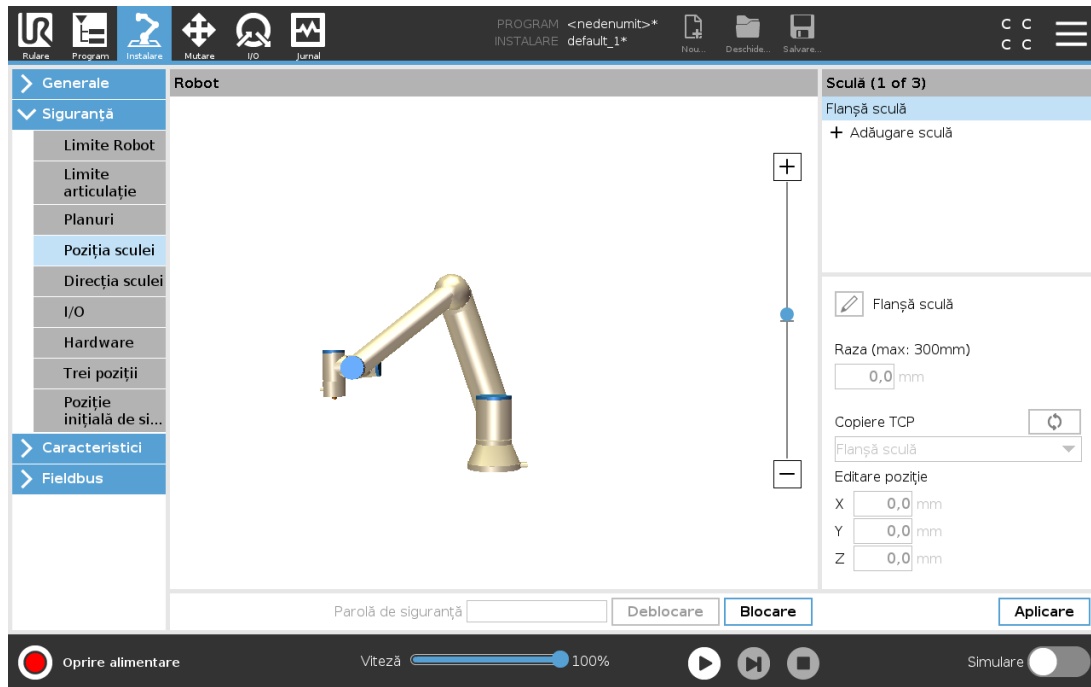 PROGRAM <nedenumit>*
INSTALARE default_1*
Rulare Program Instalare Mutare I/O Jurnal
Nou... Deschide... Salvare...
C C
C C
Generale
Siguranță
Limite Robot
Limite
articulație
Planuri
Poziția sculei
Direcția sculei
I/O
Hardware
Trei poziții
Poziție
inițială de si...
Caracteristici
Fieldbus
Robot
Sculă (1 of 3)
Flanșă sculă
+ Adăugare sculă
Flanșă sculă
Raza (max: 300mm)
0,0 mm
Copiere TCP
Flanșă sculă
Editare poziție
X 0,0 mm
Y 0,0 mm
Z 0,0 mm
Parolă de siguranță Deblocare Blocare Aplicare
Oprire alimentare Viteză 100% Simulare